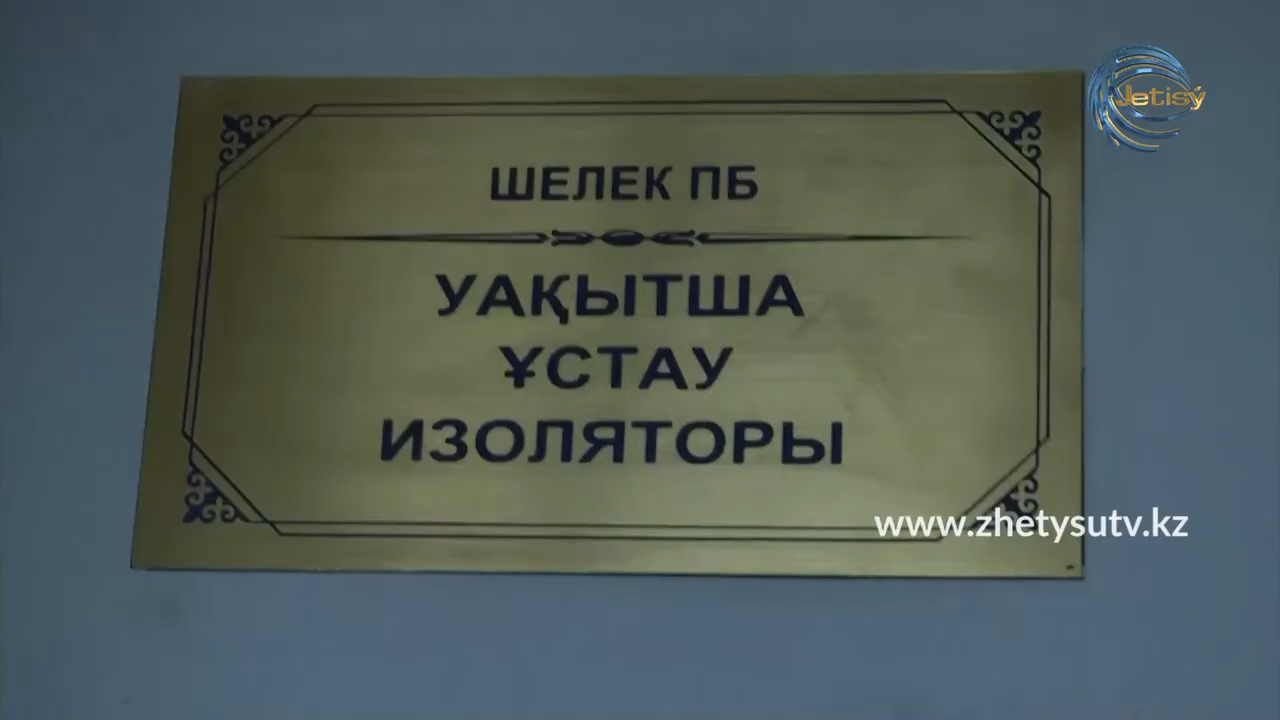 Jetisý
ШЕЛЕК ПБ
УАҚЫТША
ҰСТАУ
ИЗОЛЯТОРЫ
www.zhetysutv.kz